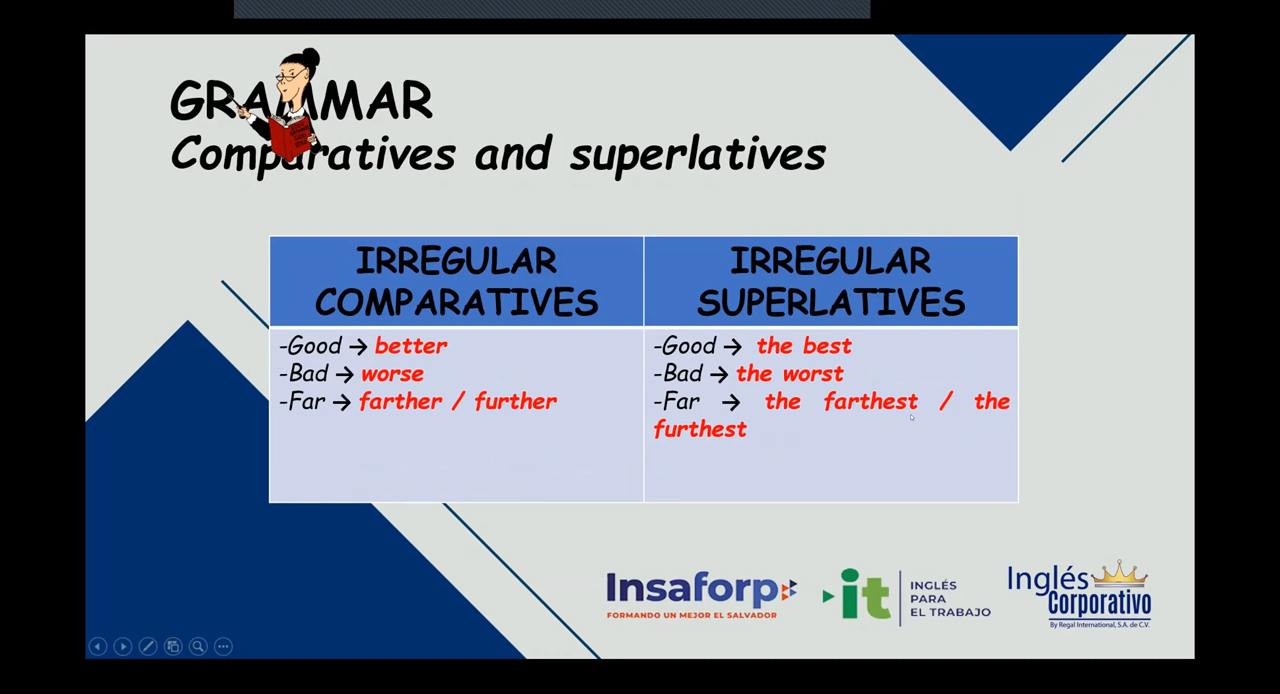 GRAMMAR
Comparatives and superlatives
IRREGULAR
COMPARATIVES
-Good → better
-Bad → worse
-Far → farther / further
IRREGULAR
SUPERLATIVES
-Good → the best
-Bad → the worst
-Far → the farthest / the
furthest
Insaforp
FORMANDO UN MEJOR EL SALVADOR
it
INGLÉS
PARA
EL TRABAJO
Inglés
Corporativo
By Regal International, S.A. de C.V.